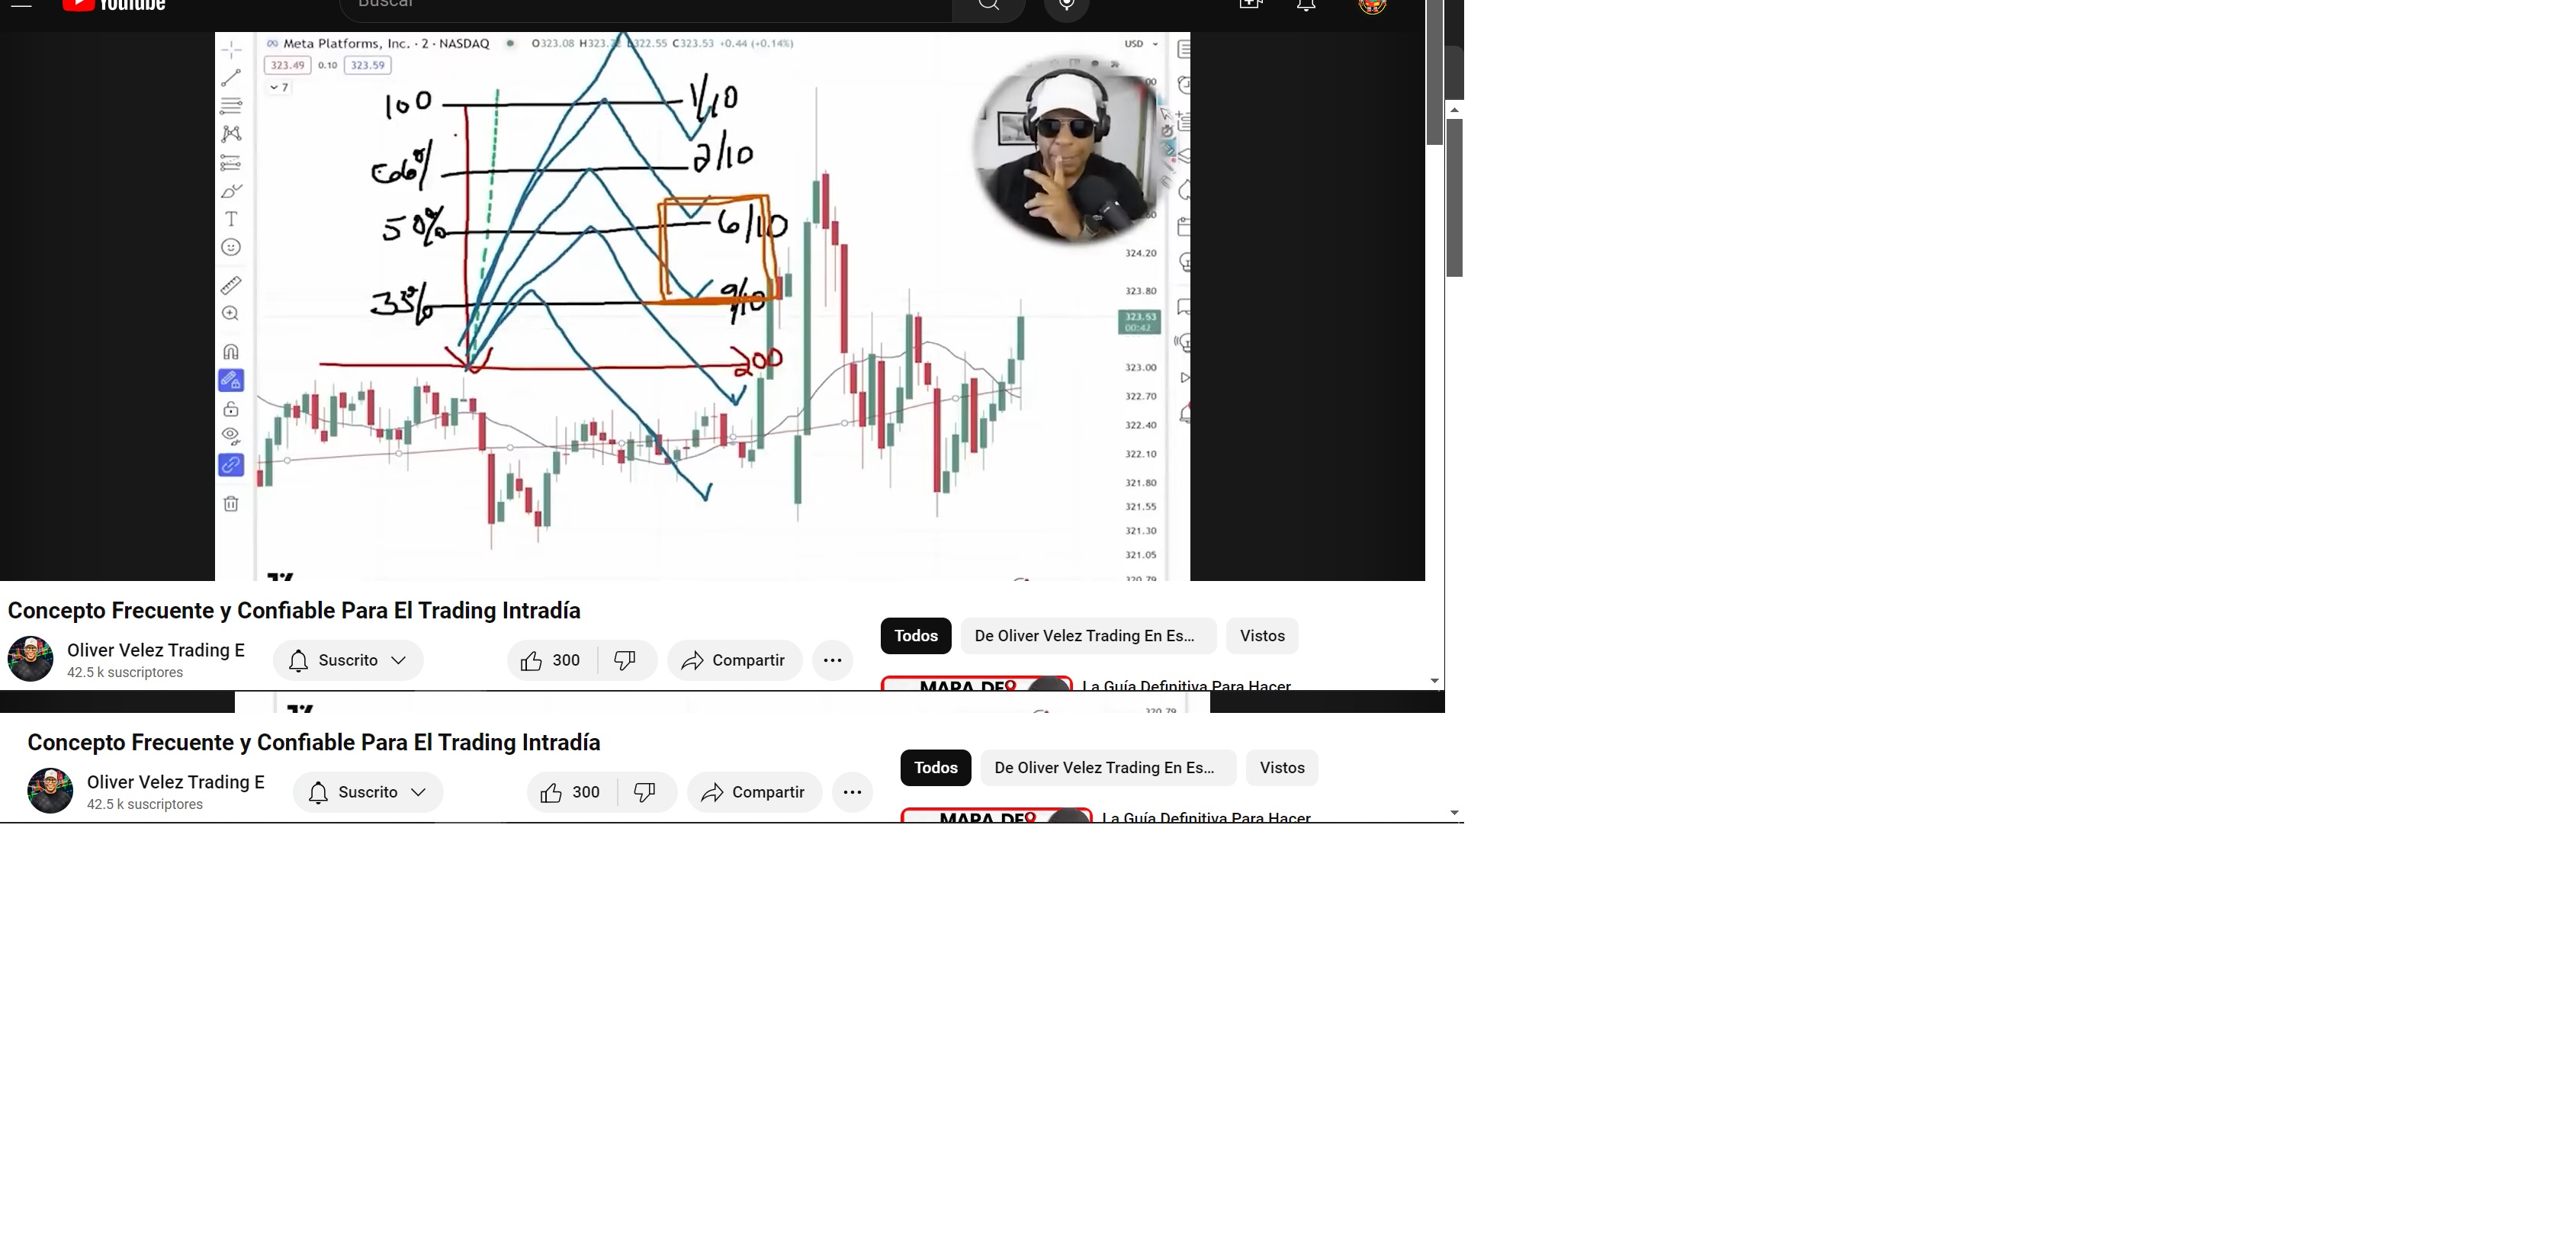 YouTube
Buscar
Meta Platforms, Inc. · 2 · NASDAQ
O323.08 L322.55 C323.53 +0.44 (+0.14%)
USD
323.49 0.10 323.59
7
100
1/10
66%
2/10
50%
6/10
33%
9/10
200
324.20
323.80
323.53
00:42
323.00
322.70
322.40
322.10
321.80
321.55
321.30
321.05
320.79
Concepto Frecuente y Confiable Para El Trading Intradía
Oliver Velez Trading E
42.5 k suscriptores
Suscrito
300
Compartir
Todos
De Oliver Velez Trading En Es...
Vistos
MAPA DE
La Guía Definitiva Para Hacer
320.79
Concepto Frecuente y Confiable Para El Trading Intradía
Oliver Velez Trading E
42.5 k suscriptores
Suscrito
300
Compartir
Todos
De Oliver Velez Trading En Es...
Vistos
MAPA DE
La Guía Definitiva Para Hacer